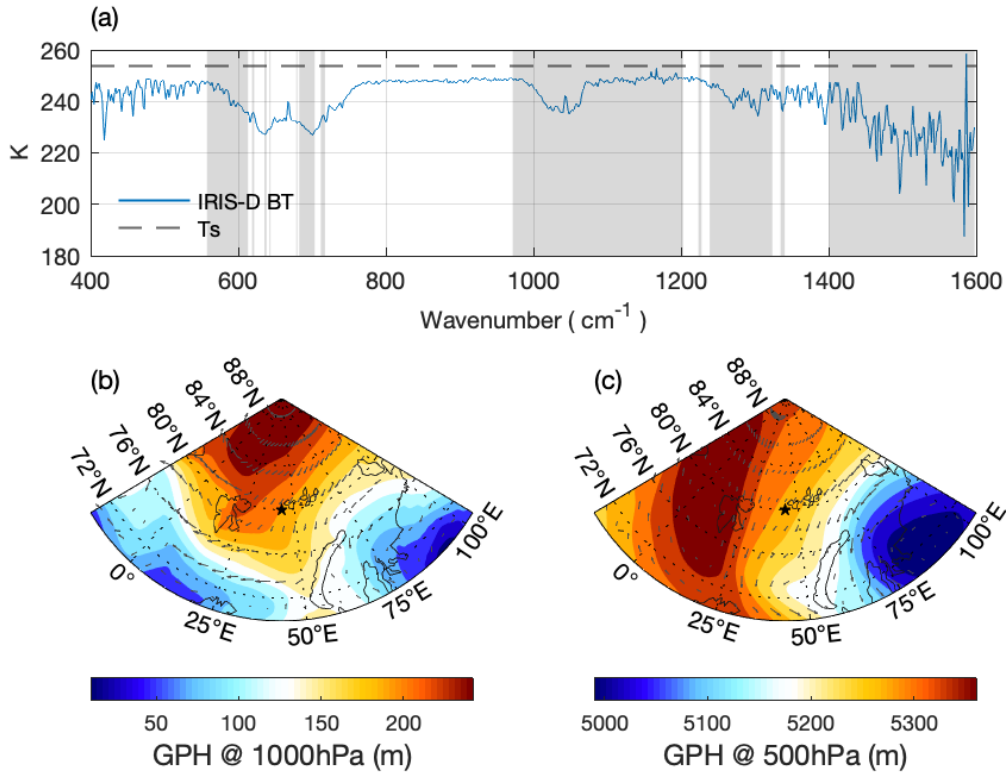 (a)
260
240
220
200
180
K
IRIS-D BT
Ts
400 600 800 1000 1200 1400 1600
Wavenumber ( cm⁻¹ )
(b)
88°N
84°N
80°N
76°N
72°N
0°
25°E
50°E
75°E
100°E
50 100 150 200
GPH @ 1000hPa (m)
(c)
88°N
84°N
80°N
76°N
72°N
0°
25°E
50°E
75°E
100°E
5000 5100 5200 5300
GPH @ 500hPa (m)